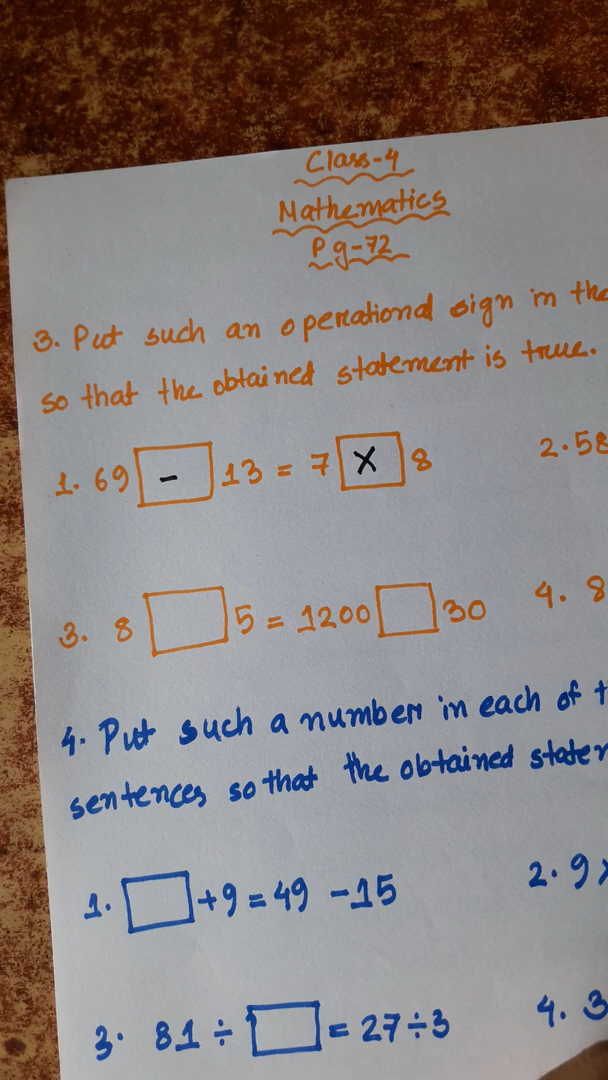 Class-4
Mathematics
Pg-72
3. Put such an operational sign in the
so that the obtained statement is true.
1. 69 - 13 = 7 × 8
2. 58
3. 8 5 = 1200 30
4. 8
4. Put such a number in each of
sentences so that the obtained
1. +9 = 49 -15
2. 9
3. 81 ÷ = 27÷3
4. 3